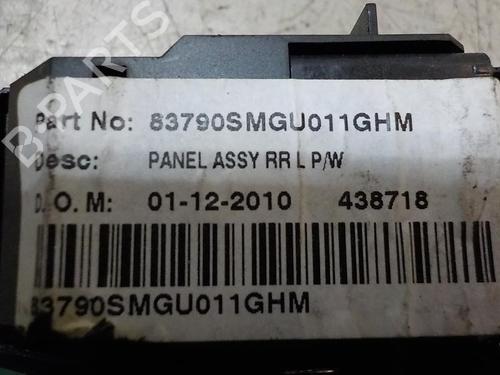 B-PARTS
Part No: 83790SMGU011GHM
Desc: PANEL ASSY RR L P/W
D.O.M: 01-12-2010 438718
83790SMGU011GHM